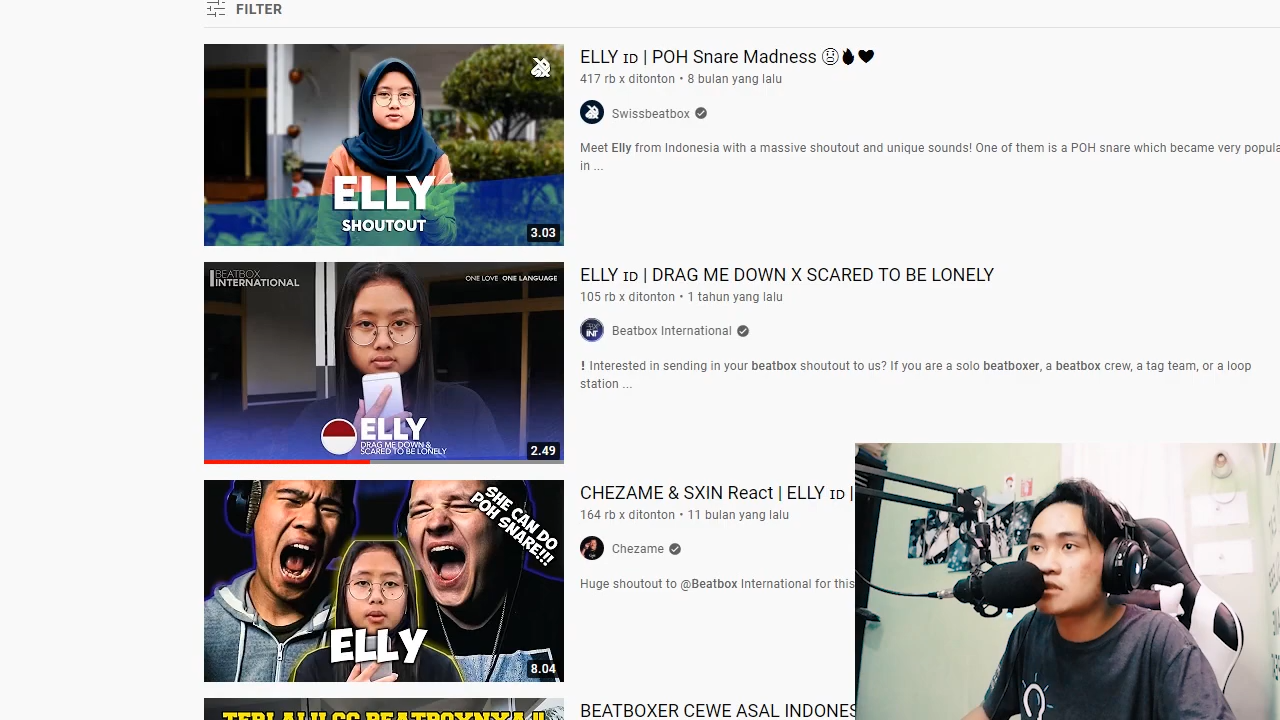 FILTER
ELLY
SHOUTOUT
3.03
ELLY ɪᴅ | POH Snare Madness 😨🔥🖤
417 rb x ditonton • 8 bulan yang lalu
Swissbeatbox
Meet Elly from Indonesia with a massive shoutout and unique sounds! One of them is a POH snare which became very popula
in ...
BEATBOX
INTERNATIONAL
ONE LOVE ONE LANGUAGE
ELLY
DRAG ME DOWN &
SCARED TO BE LONELY
2.49
ELLY ɪᴅ | DRAG ME DOWN X SCARED TO BE LONELY
105 rb x ditonton • 1 tahun yang lalu
INT
Beatbox International
❗ Interested in sending in your beatbox shoutout to us? If you are a solo beatboxer, a beatbox crew, a tag team, or a loop
station ...
SHE CAN DO
POH SNARE!!!
ELLY
8.04
CHEZAME & SXIN React | ELLY ɪᴅ |
164 rb x ditonton • 11 bulan yang lalu
Chezame
Huge shoutout to @Beatbox International for this
TERLALU GG BEATBOXNYA !!
BEATBOXER CEWE ASAL INDONES